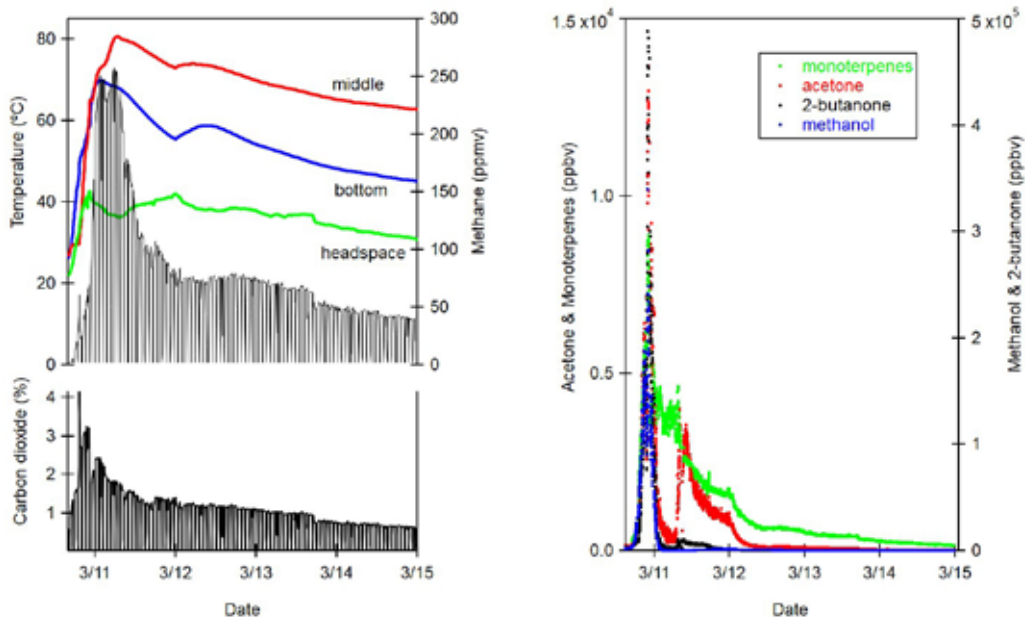 80
60
40
20
0
Temperature (°C)
300
250
200
150
100
50
0
Methane (ppmv)
middle
bottom
headspace
4
3
2
1
Carbon dioxide (%)
3/11 3/12 3/13 3/14 3/15
Date
1.5x10⁴
1.0
0.5
0.0
Acetone & Monoterpenes (ppbv)
5 x10⁵
4
3
2
1
0
Methanol & 2-butanone (ppbv)
monoterpenes
acetone
2-butanone
methanol
3/11 3/12 3/13 3/14 3/15
Date